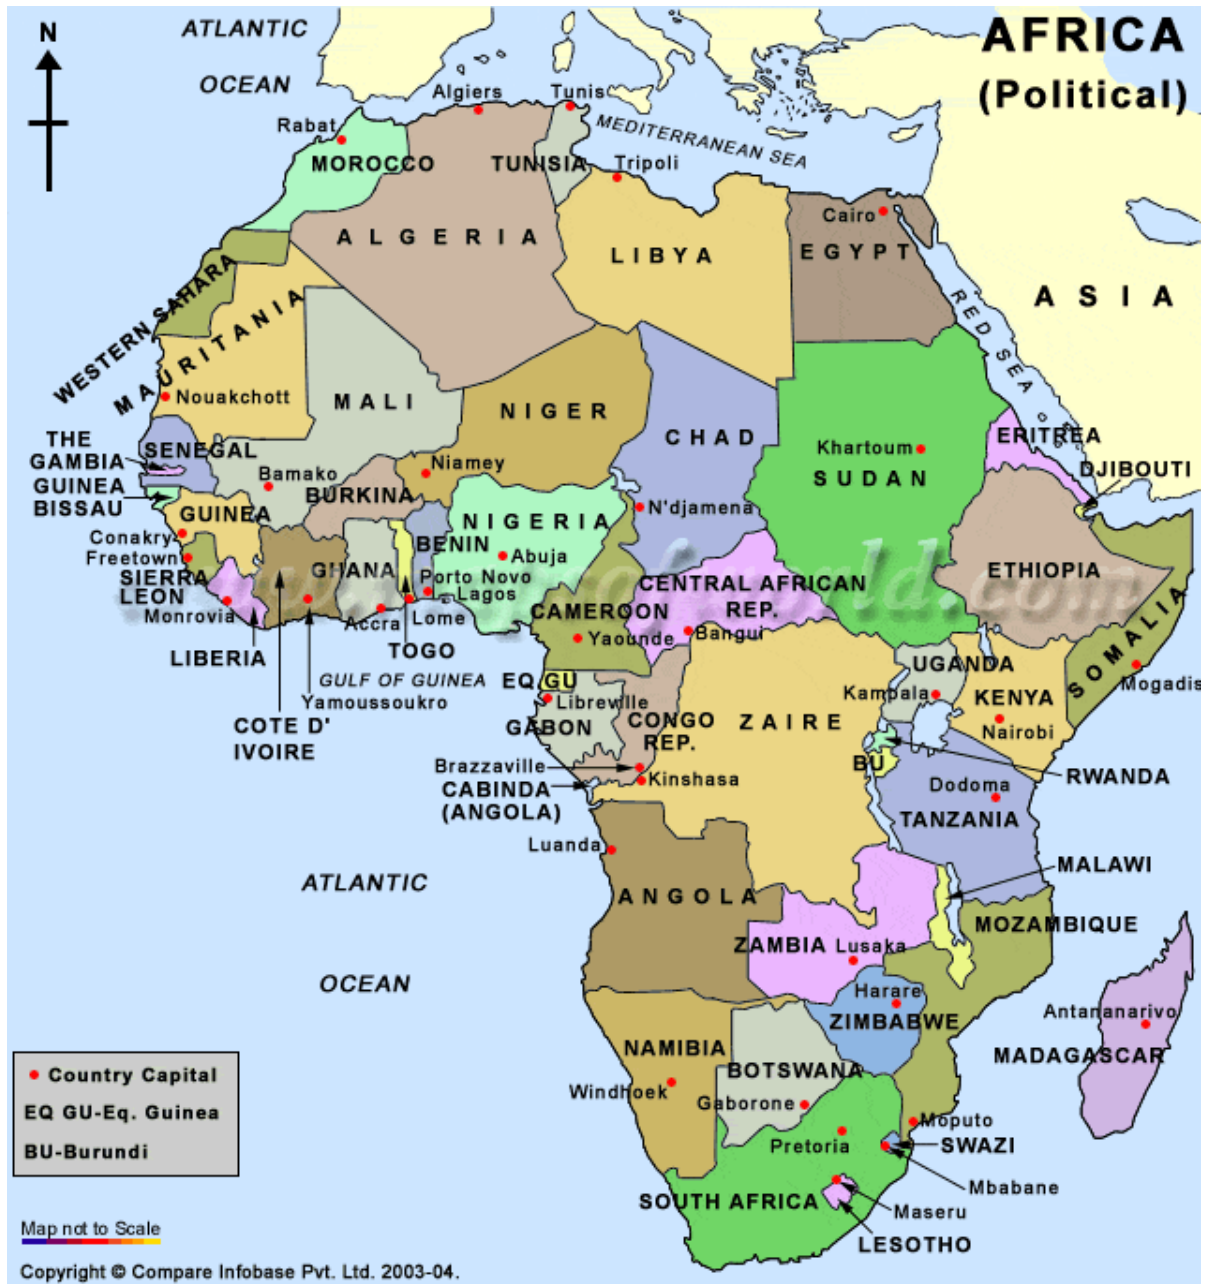 AFRICA
(Political)
N
ATLANTIC
OCEAN
Algiers
Tunis
MEDITERRANEAN SEA
Rabat
MOROCCO
TUNISIA
Tripoli
Cairo
ALGERIA
LIBYA
EGYPT
ASIA
RED SEA
WESTERN SAHARA
MAURITANIA
Nouakchott
MALI
NIGER
CHAD
Khartoum
SUDAN
ERITREA
DJIBOUTI
THE
GAMBIA
SENEGAL
GUINEA
BISSAU
Bamako
BURKINA
Niamey
N'djamena
GUINEA
NIGERIA
Conakry
Freetown
SIERRA
LEON
Monrovia
GHANA
BENIN
Abuja
Porto Novo
Lagos
CENTRAL AFRICAN
REP.
ETHIOPIA
SOMALIA
CAMEROON
Yaounde
Bangui
Accra
Lome
TOGO
LIBERIA
GULF OF GUINEA
Yamoussoukro
COTE D'
IVOIRE
EQ.GU
Libreville
GABON
CONGO
REP.
ZAIRE
UGANDA
Kampala
KENYA
Nairobi
Mogadis
Brazzaville
Kinshasa
CABINDA
(ANGOLA)
BU
RWANDA
Dodoma
TANZANIA
Luanda
ATLANTIC
OCEAN
ANGOLA
MALAWI
MOZAMBIQUE
ZAMBIA
Lusaka
Harare
ZIMBABWE
Antananarivo
MADAGASCAR
NAMIBIA
Windhoek
BOTSWANA
Gaborone
Moputo
Pretoria
SWAZI
Mbabane
SOUTH AFRICA
Maseru
LESOTHO
Country Capital
EQ GU-Eq. Guinea
BU-Burundi
Map not to Scale
Copyright © Compare Infobase Pvt. Ltd. 2003-04.